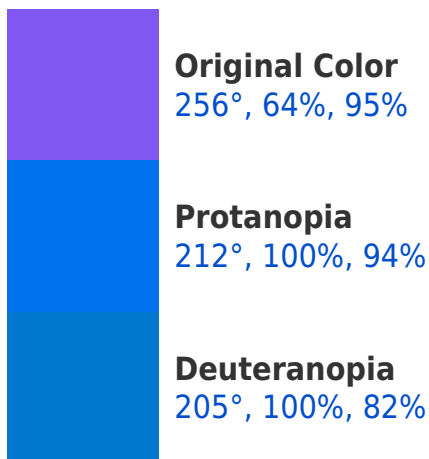 Original Color
256°, 64%, 95%
Protanopia
212°, 100%, 94%
Deuteranopia
205°, 100%, 82%